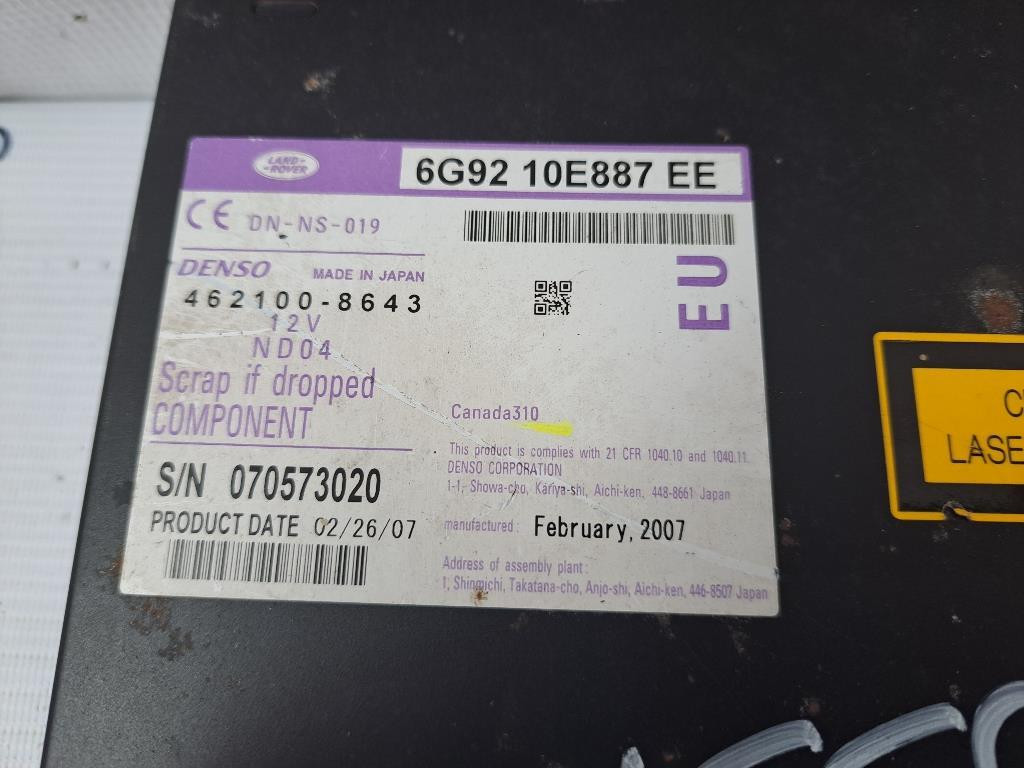 LAND-
-ROVER
6G92 10E887 EE
CE DN-NS-019
DENSO MADE IN JAPAN
462100-8643
12V
ND04
EU
Scrap if dropped
COMPONENT
Canada310
This product is complies with 21 CFR 1040.10 and 1040.11.
DENSO CORPORATION
1-1, Showa-cho, Kariya-shi, Aichi-ken, 448-8661 Japan
S/N 070573020
PRODUCT DATE 02/26/07
manufactured: February, 2007
Address of assembly plant:
1, Shinmichi, Takatana-cho, Anjo-shi, Aichi-ken, 446-8507 Japan